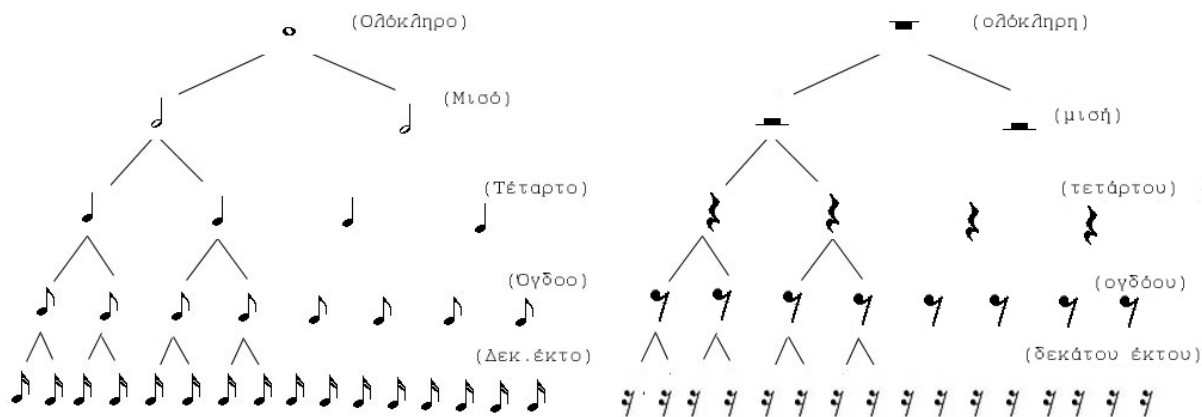 (Ολόκληρο)
(ολόκληρη)
(Μισό)
(μισή)
(Τέταρτο)
(τετάρτου)
(Όγδοο)
(ογδόου)
(Δεκ.έκτο)
(δεκάτου έκτου)